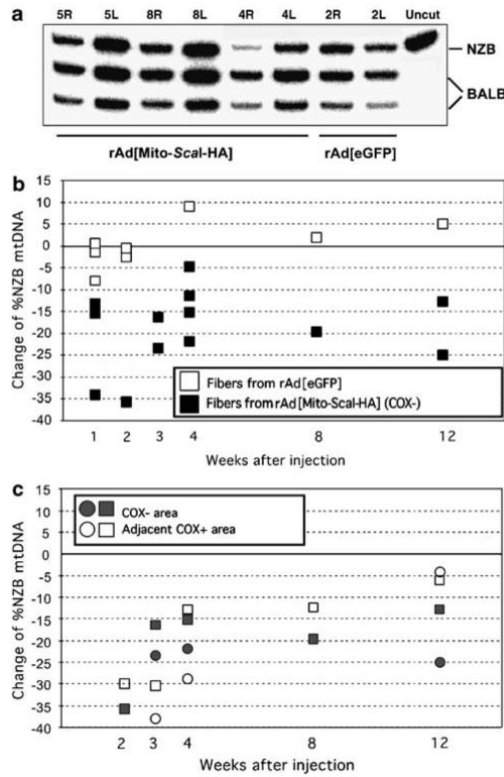 a
5R 5L 8R 8L 4R 4L 2R 2L Uncut
NZB
BALB
rAd[Mito-ScaI-HA] rAd[eGFP]
b
Change of %NZB mtDNA
15
10
5
0
-5
-10
-15
-20
-25
-30
-35
-40
Fibers from rAd[eGFP]
Fibers from rAd[Mito-ScaI-HA] (COX-)
1 2 3 4 8 12
Weeks after injection
c
Change of %NZB mtDNA
15
10
5
0
-5
-10
-15
-20
-25
-30
-35
-40
COX- area
Adjacent COX+ area
2 3 4 8 12
Weeks after injection